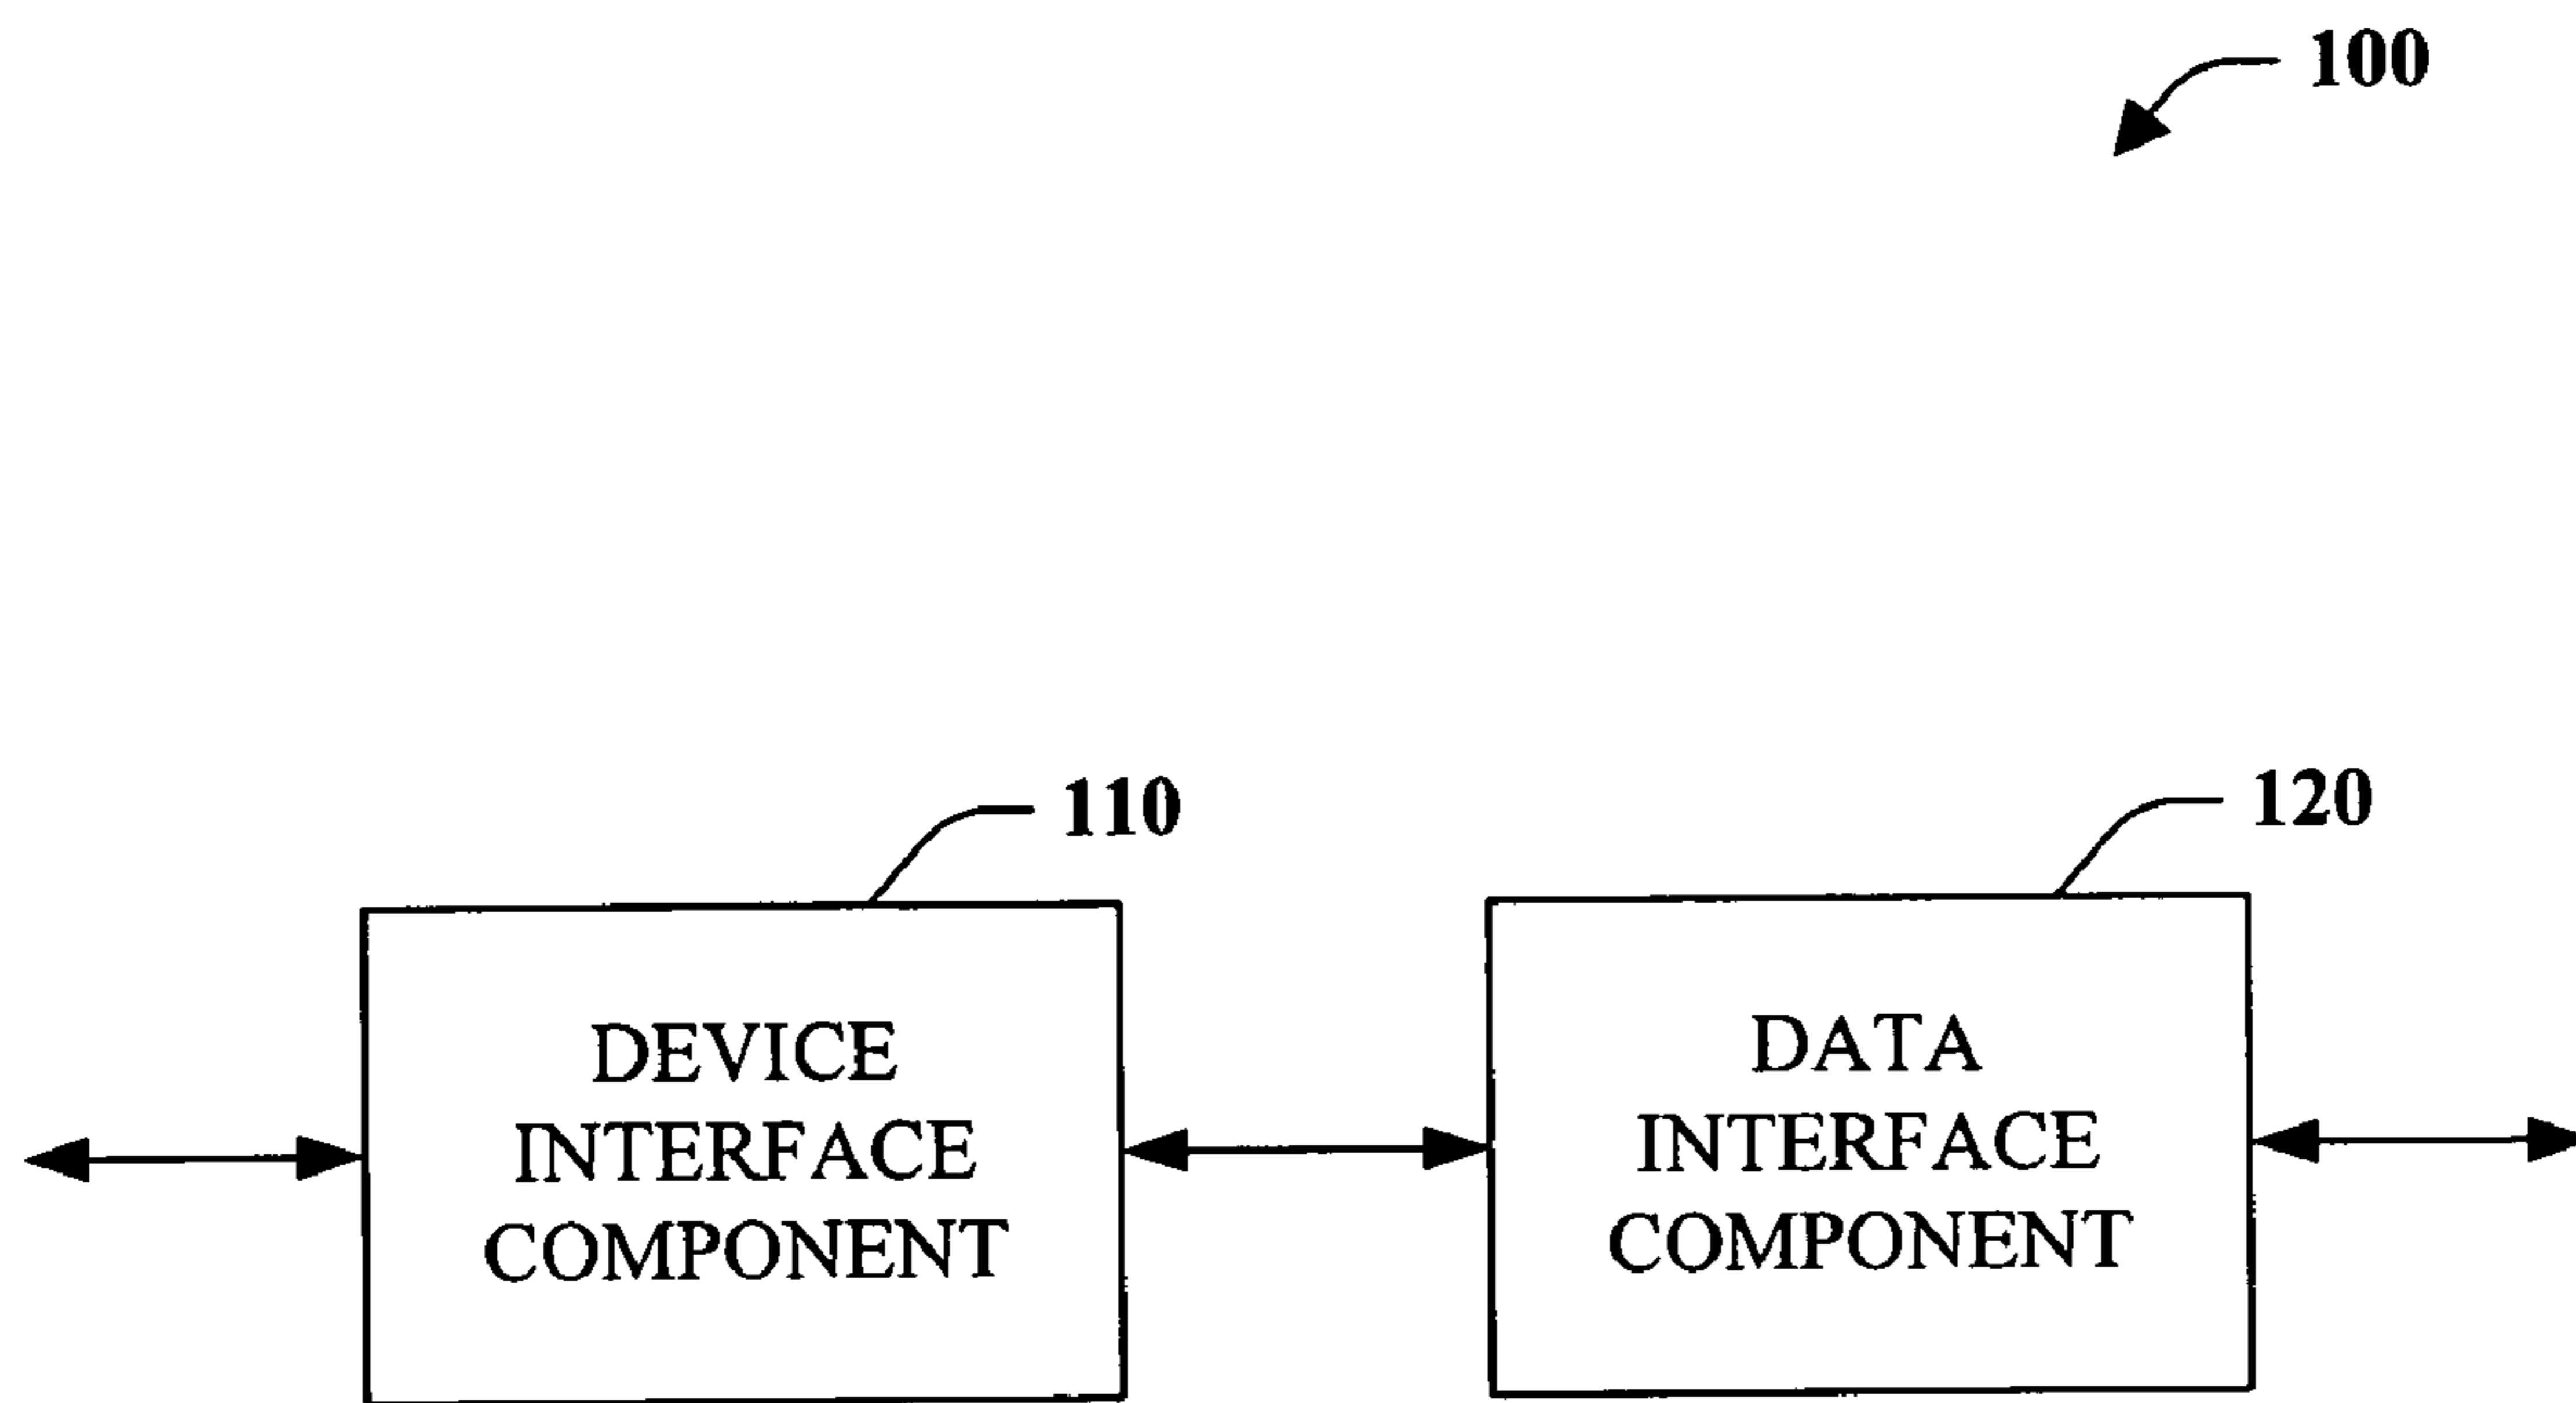 100
110
120
DEVICE
INTERFACE
COMPONENT
DATA
INTERFACE
COMPONENT